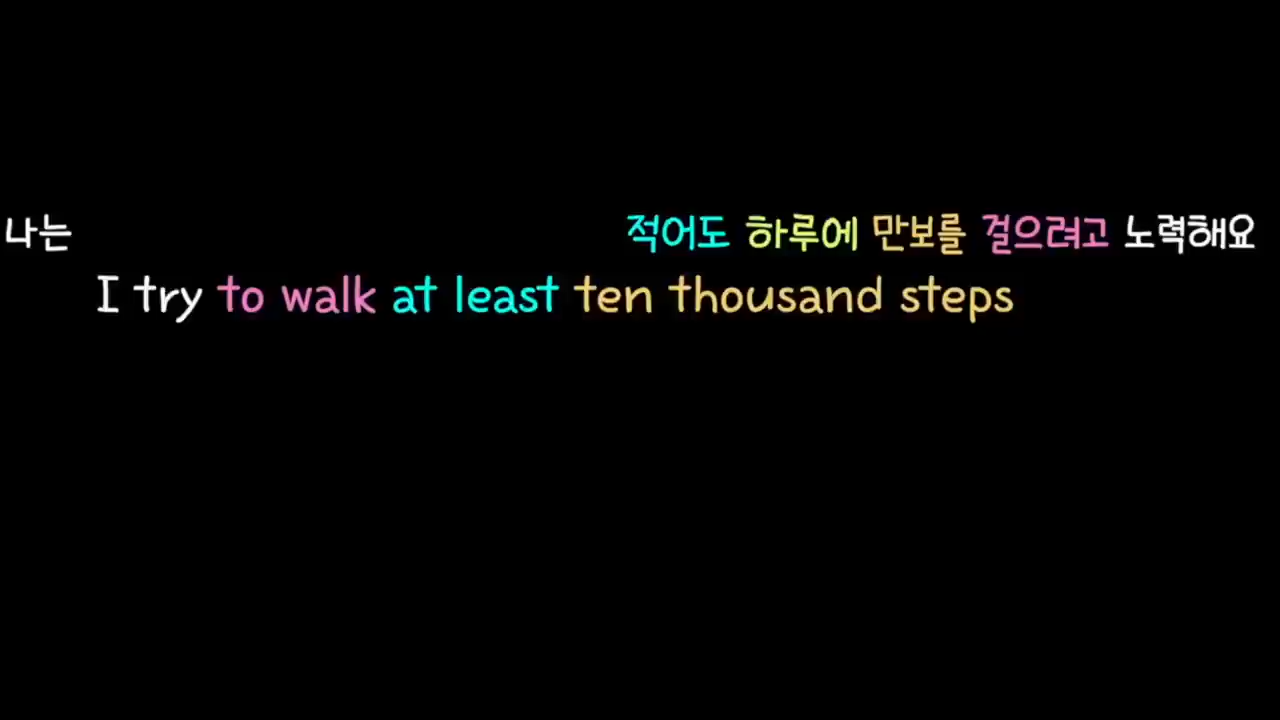 나는 적어도 하루에 만보를 걸으려고 노력해요
I try to walk at least ten thousand steps